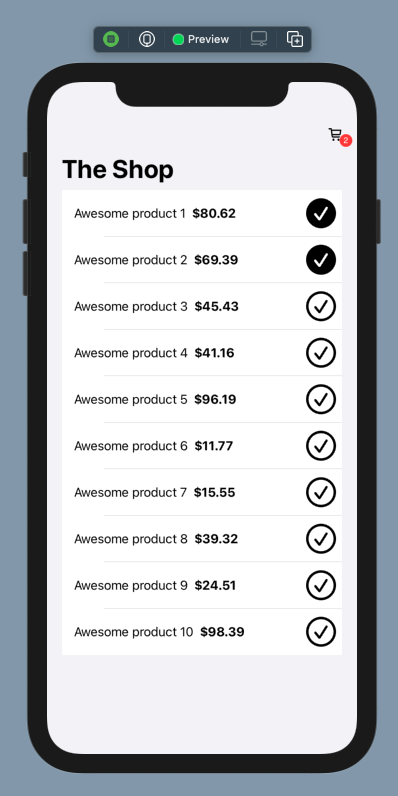 Preview
2
The Shop
Awesome product 1 $80.62
Awesome product 2 $69.39
Awesome product 3 $45.43
Awesome product 4 $41.16
Awesome product 5 $96.19
Awesome product 6 $11.77
Awesome product 7 $15.55
Awesome product 8 $39.32
Awesome product 9 $24.51
Awesome product 10 $98.39